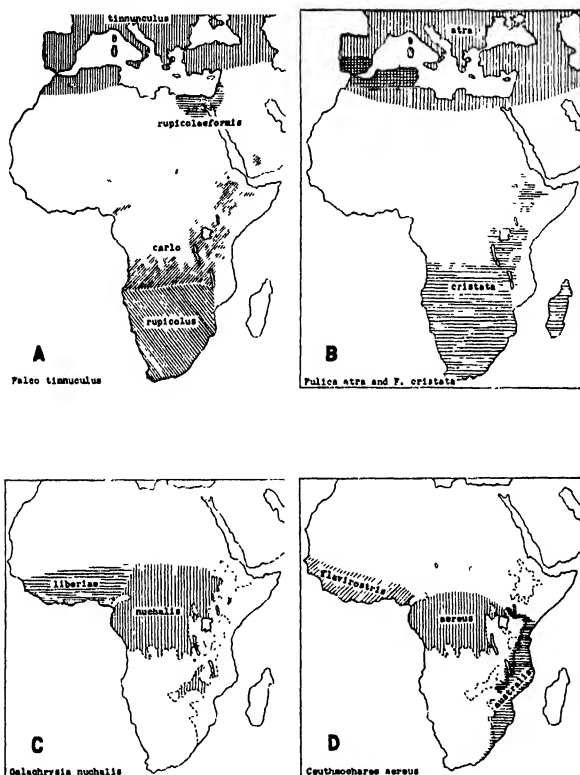 tinnunculus
rupicolaeformis
carlo
rupicolus
A
Falco tinnuculus
atra
cristata
B
Fulica atra and F. cristata
liberiae
nuchalis
C
Galachrysia nuchalis
flavirostris
aereus
australis
D
Ceuthmochares aereus